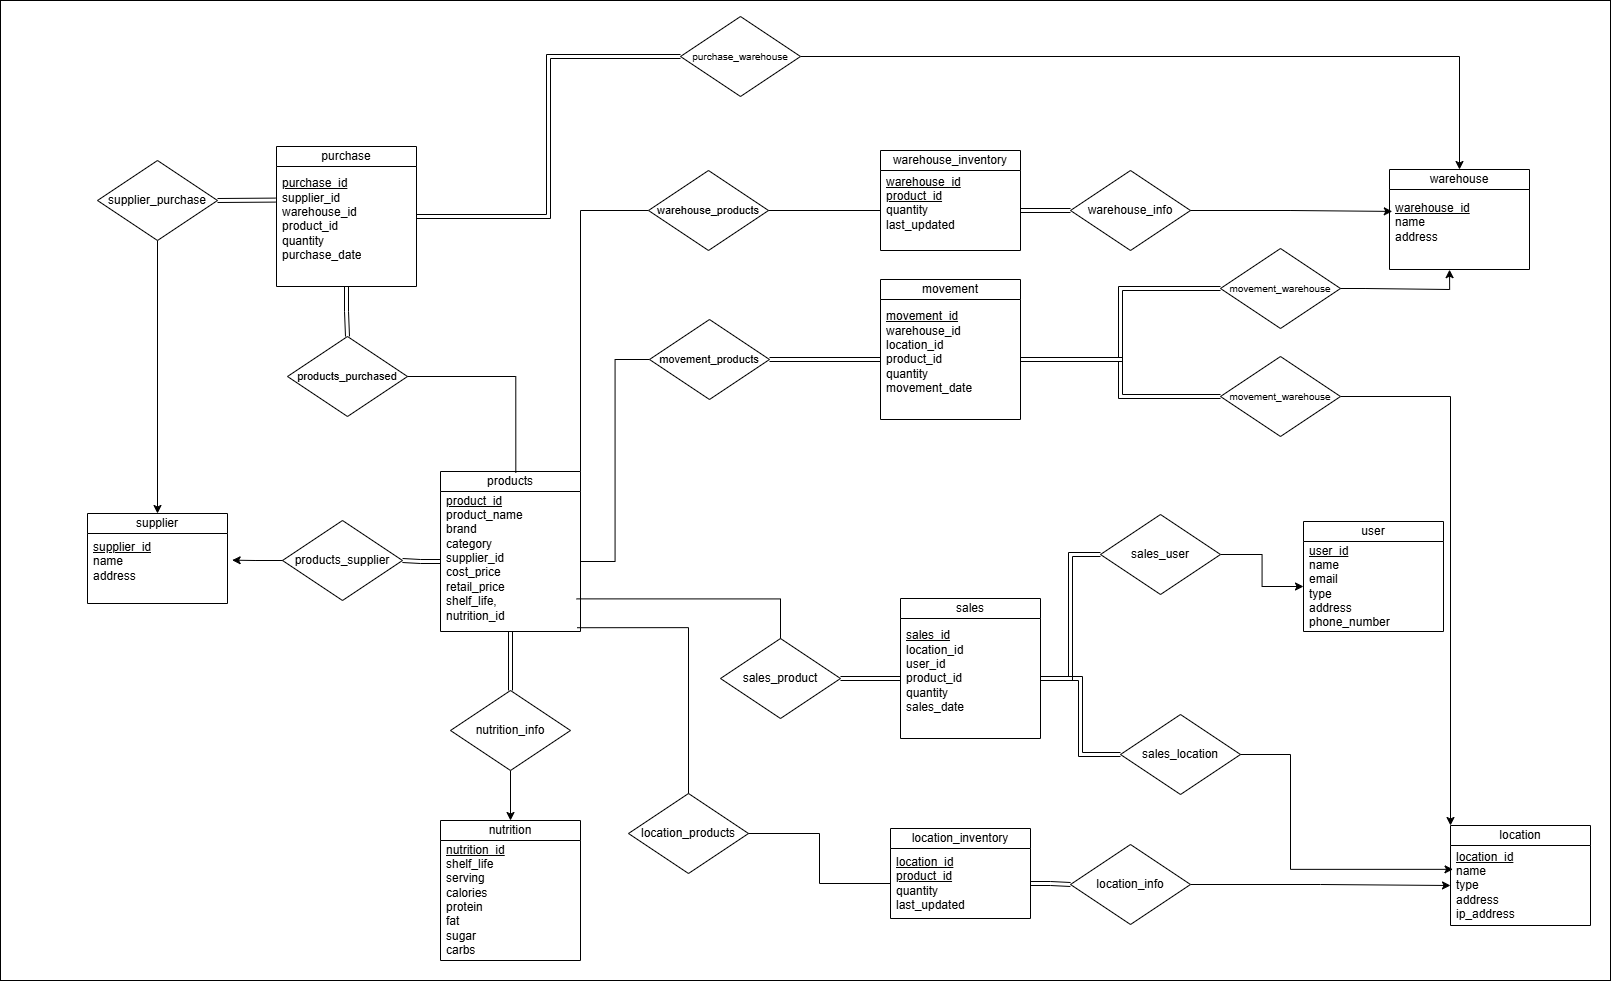 purchase_warehouse
purchase
purchase_id
supplier_id
warehouse_id
product_id
quantity
purchase_date
supplier_purchase
warehouse_products
warehouse_inventory
warehouse_id
product_id
quantity
last_updated
warehouse_info
warehouse
warehouse_id
name
address
movement
movement_id
warehouse_id
location_id
product_id
quantity
movement_date
movement_warehouse
movement_products
products_purchased
movement_warehouse
products
product_id
product_name
brand
category
supplier_id
cost_price
retail_price
shelf_life,
nutrition_id
supplier
supplier_id
name
address
products_supplier
sales_user
user
user_id
name
email
type
address
phone_number
sales
sales_id
location_id
user_id
product_id
quantity
sales_date
sales_product
nutrition_info
sales_location
nutrition
nutrition_id
shelf_life
serving
calories
protein
fat
sugar
carbs
location_products
location_inventory
location_id
product_id
quantity
last_updated
location_info
location
location_id
name
type
address
ip_address